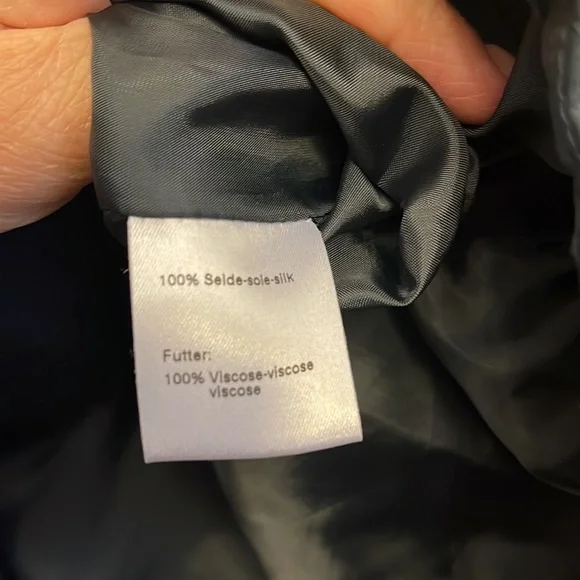 100% Seide-soie-silk
Futter:
100% Viscose-viscose
viscose